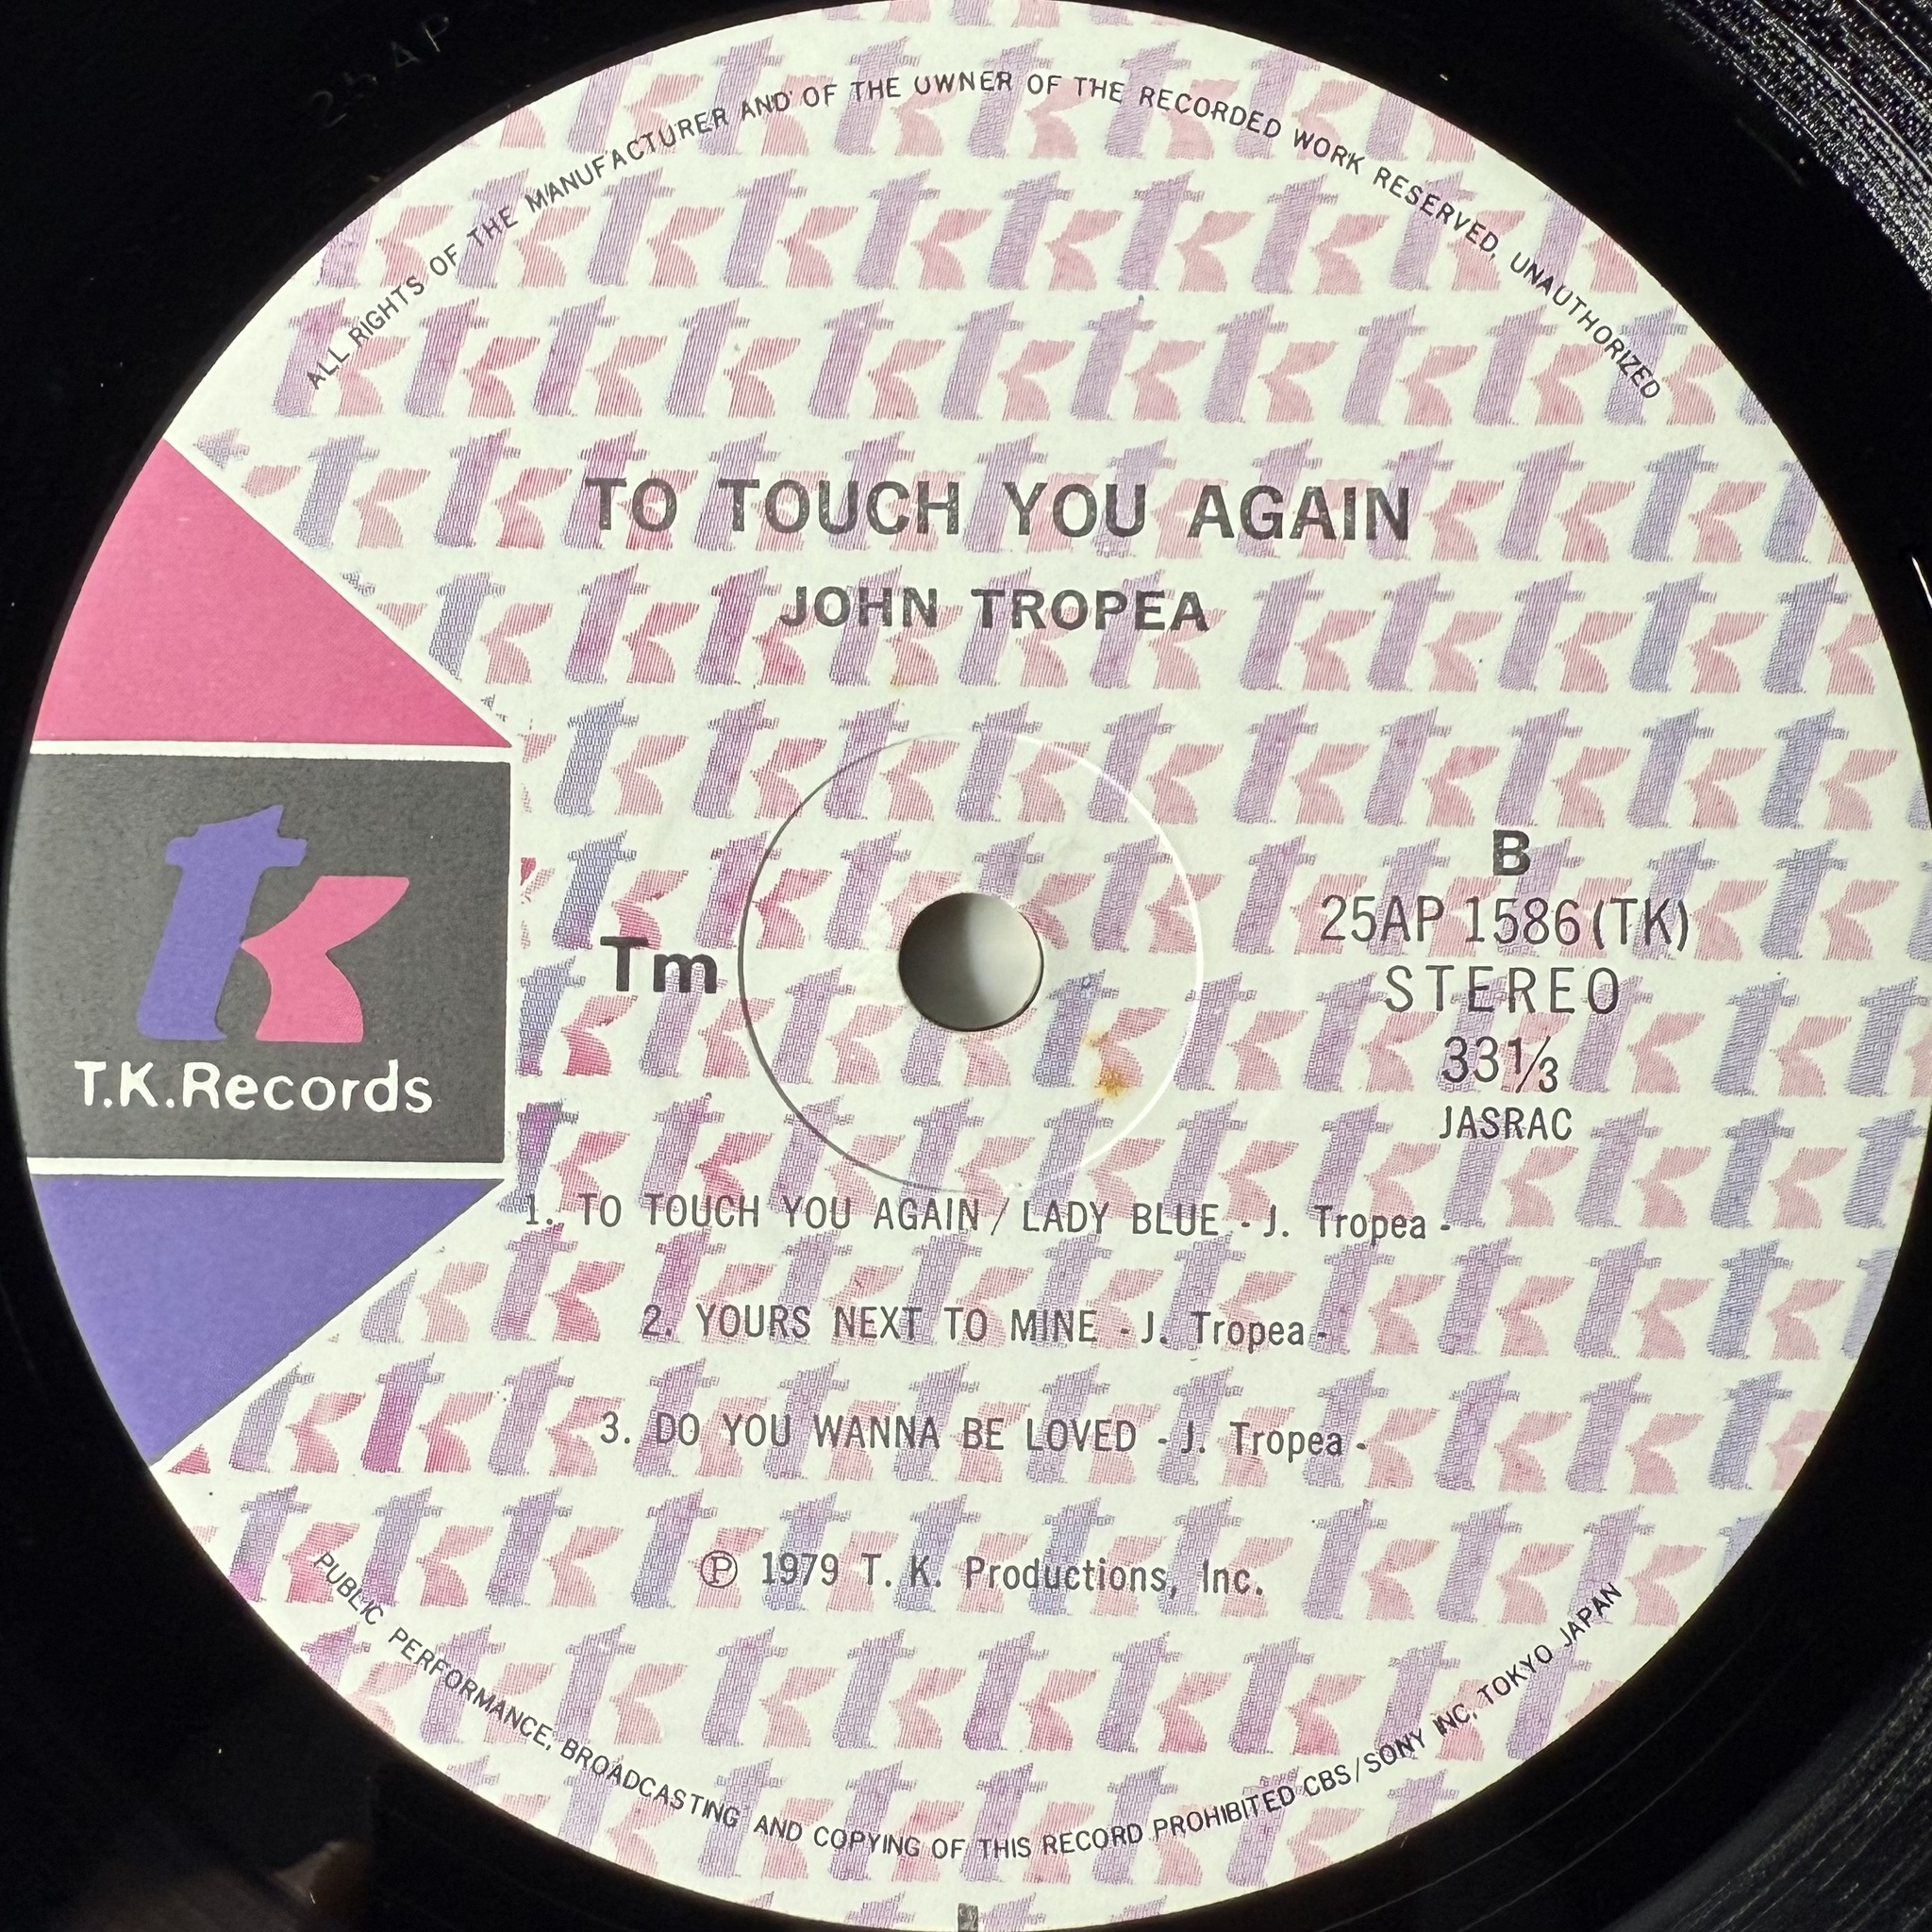 25AP
ALL RIGHTS OF THE MANUFACTURER AND OF THE OWNER OF THE RECORDED WORK RESERVED, UNAUTHORIZED
TO TOUCH YOU AGAIN
JOHN TROPEA
tk
T.K.Records
Tm
B
25AP 1586(TK)
STEREO
33⅓
JASRAC
1. TO TOUCH YOU AGAIN / LADY BLUE - J. Tropea -
2. YOURS NEXT TO MINE - J. Tropea -
3. DO YOU WANNA BE LOVED - J. Tropea -
℗ 1979 T. K. Productions, Inc.
PUBLIC PERFORMANCE, BROADCASTING AND COPYING OF THIS RECORD PROHIBITED CBS/SONY INC, TOKYO JAPAN